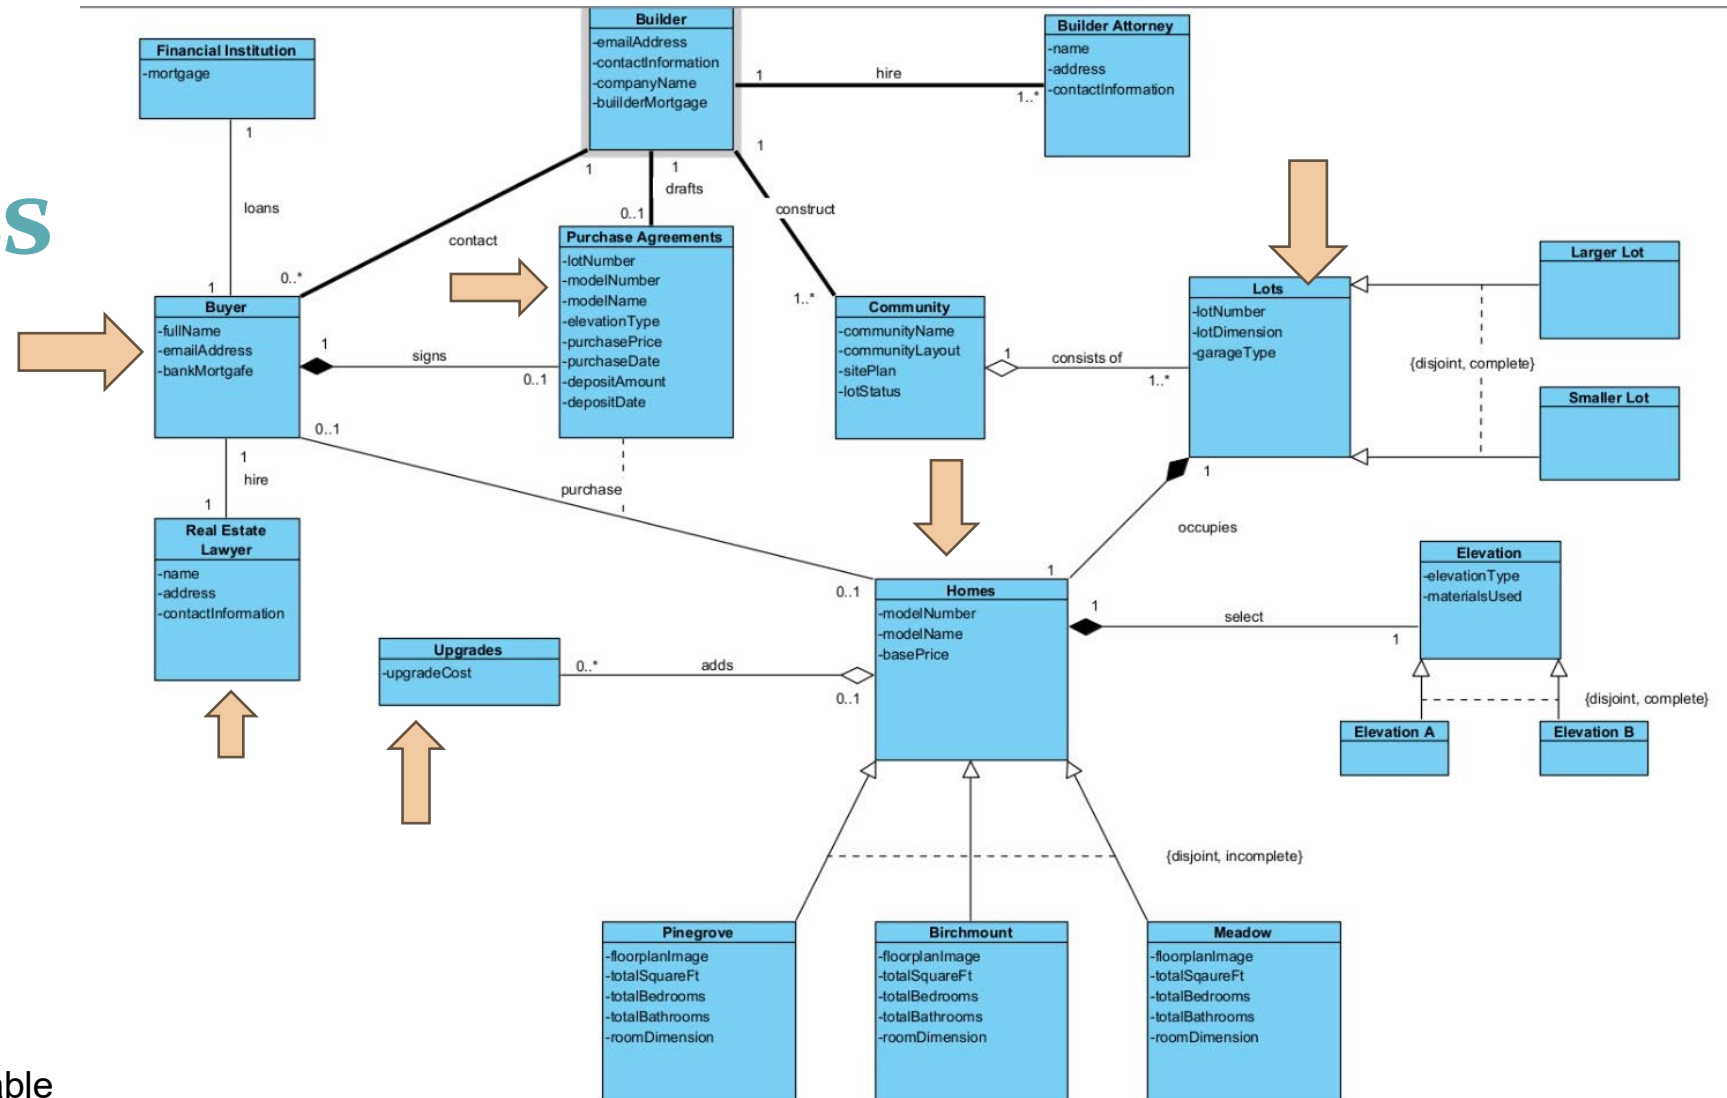 Builder
-emailAddress
-contactInformation
-companyName
-buiilderMortgage
Builder Attorney
-name
-address
-contactInformation
Financial Institution
-mortgage
1
hire
1..*
1
1
1
1
drafts
loans
s
construct
0..1
contact
Purchase Agreements
-lotNumber
-modelNumber
-modelName
-elevationType
-purchasePrice
-purchaseDate
-depositAmount
-depositDate
0..*
1
Buyer
-fullName
-emailAddress
-bankMortgafe
1..*
Community
-communityName
-communityLayout
-sitePlan
-lotStatus
Lots
-lotNumber
-lotDimension
-garageType
Larger Lot
{disjoint, complete}
Smaller Lot
1
signs
0..1
1
consists of
1..*
0..1
1
hire
1
purchase
1
occupies
1
Real Estate
Lawyer
-name
-address
-contactInformation
0..1
Homes
-modelNumber
-modelName
-basePrice
Elevation
-elevationType
-materialsUsed
1
select
1
Upgrades
-upgradeCost
0..*
adds
0..1
{disjoint, complete}
Elevation A
Elevation B
{disjoint, incomplete}
Pinegrove
-floorplanImage
-totalSquareFt
-totalBedrooms
-totalBathrooms
-roomDimension
Birchmount
-floorplanImage
-totalSquareFt
-totalBedrooms
-totalBathrooms
-roomDimension
Meadow
-floorplanImage
-totalSqaureFt
-totalBedrooms
-totalBathrooms
-roomDimension
able